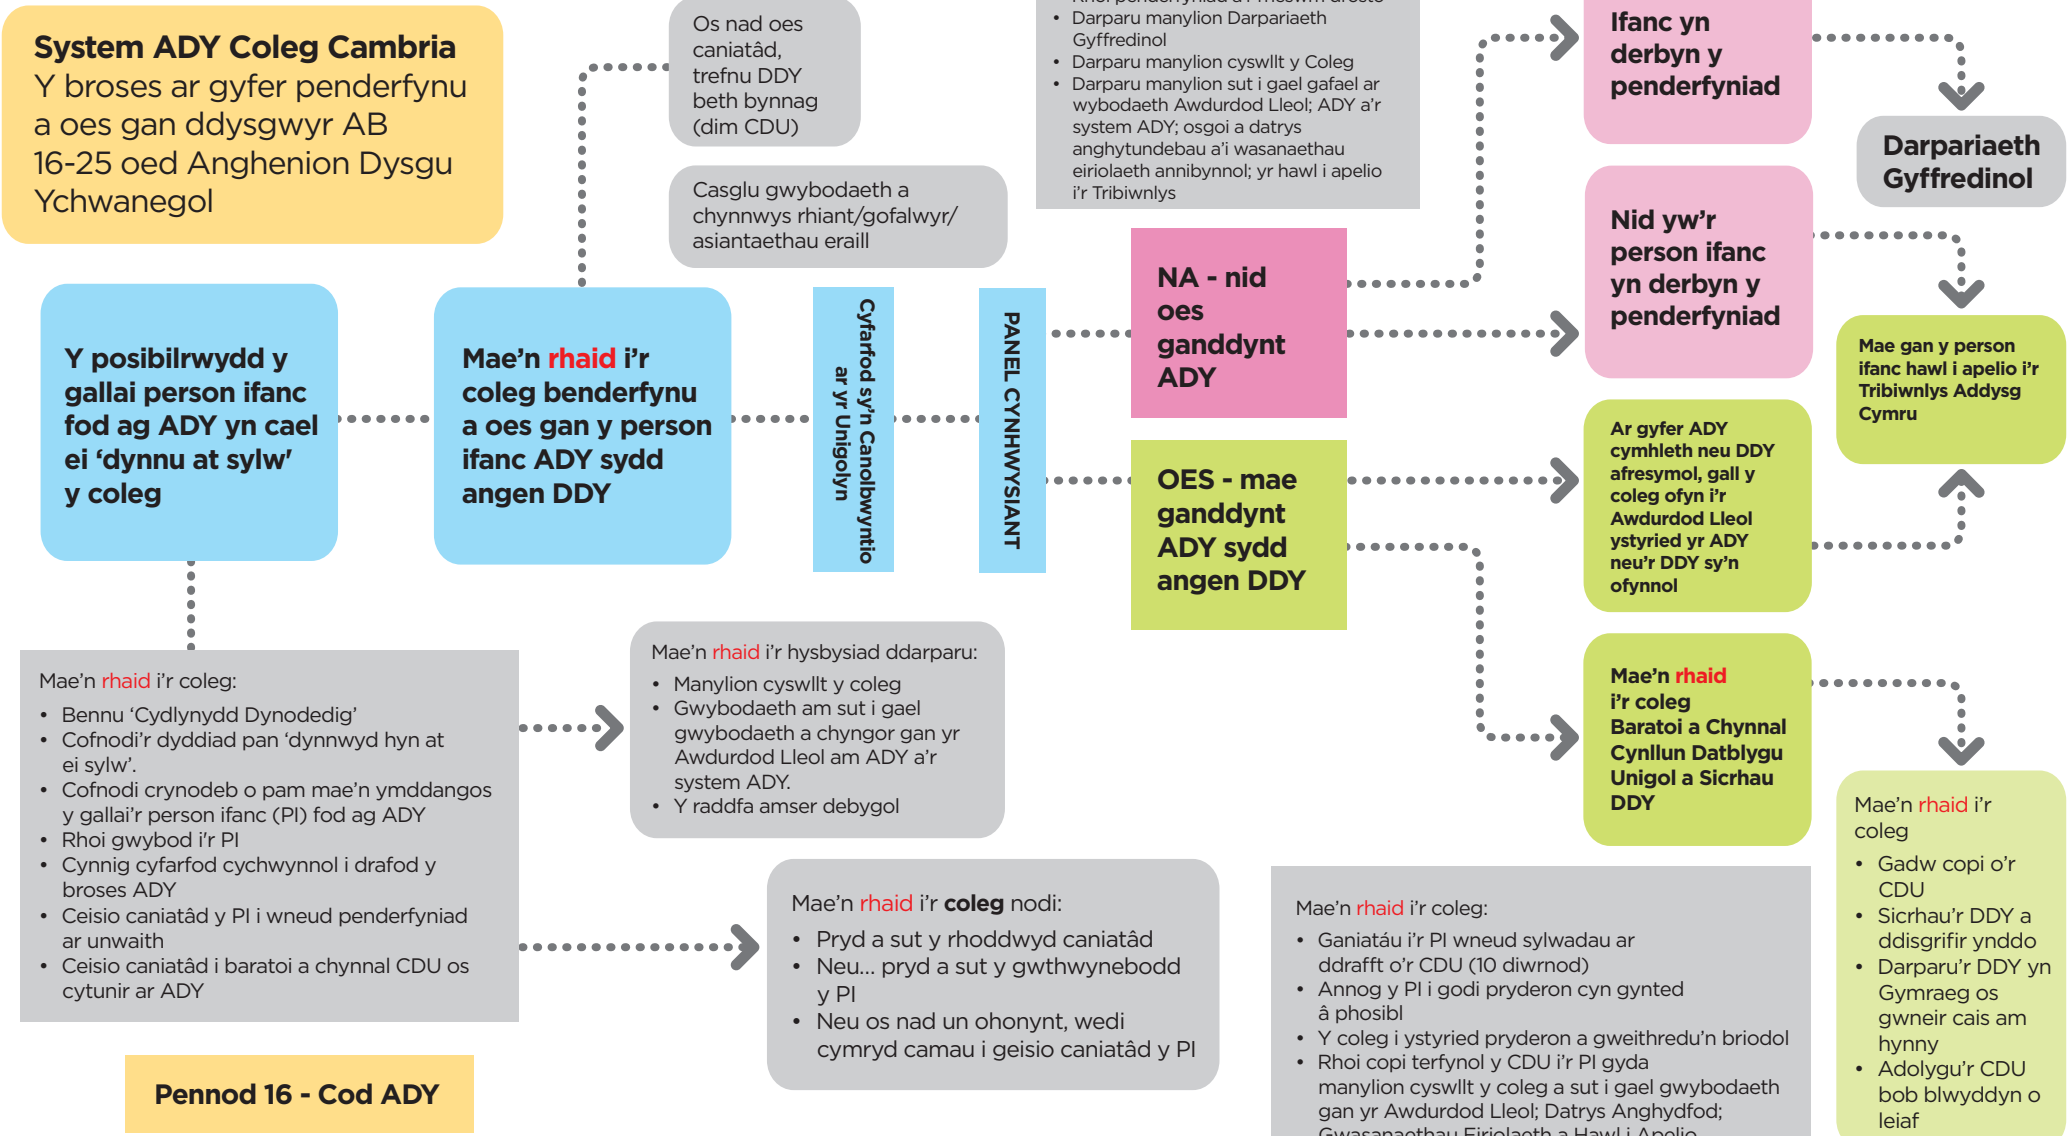 System ADY Coleg Cambria
Y broses ar gyfer penderfynu
a oes gan ddysgwyr AB
16-25 oed Anghenion Dysgu
Ychwanegol
Os nad oes
caniatâd,
trefnu DDY
beth bynnag
(dim CDU)
Casglu gwybodaeth a
chynnwys rhiant/gofalwyr/
asiantaethau eraill
• Darparu manylion Darpariaeth
Gyffredinol
• Darparu manylion cyswllt y Coleg
• Darparu manylion sut i gael gafael ar
wybodaeth Awdurdod Lleol; ADY a'r
system ADY; osgoi a datrys
anghytundebau a'i wasanaethau
eiriolaeth annibynnol; yr hawl i apelio
i'r Tribiwnlys
Ifanc yn
derbyn y
penderfyniad
Darpariaeth
Gyffredinol
Y posibilrwydd y
gallai person ifanc
fod ag ADY yn cael
ei ‘dynnu at sylw'
y coleg
Mae’n rhaid i’r
coleg benderfynu
a oes gan y person
ifanc ADY sydd
angen DDY
Cyfarfod sy’n Canolbwyntio
ar yr Unigolyn
PANEL CYNHWYSIANT
NA - nid
oes
ganddynt
ADY
OES - mae
ganddynt
ADY sydd
angen DDY
Nid yw’r
person ifanc
yn derbyn y
penderfyniad
Mae gan y person
ifanc hawl i apelio i’r
Tribiwnlys Addysg
Cymru
Ar gyfer ADY
cymhleth neu DDY
afresymol, gall y
coleg ofyn i’r
Awdurdod Lleol
ystyried yr ADY
neu’r DDY sy’n
ofynnol
Mae’n rhaid
i’r coleg
Baratoi a Chynnal
Cynllun Datblygu
Unigol a Sicrhau
DDY
Mae’n rhaid i’r coleg:
• Bennu ‘Cydlynydd Dynodedig’
• Cofnodi’r dyddiad pan ‘dynnwyd hyn at
ei sylw’.
• Cofnodi crynodeb o pam mae’n ymddangos
y gallai’r person ifanc (PI) fod ag ADY
• Rhoi gwybod i'r PI
• Cynnig cyfarfod cychwynnol i drafod y
broses ADY
• Ceisio caniatâd y PI i wneud penderfyniad
ar unwaith
• Ceisio caniatâd i baratoi a chynnal CDU os
cytunir ar ADY
Mae’n rhaid i’r hysbysiad ddarparu:
• Manylion cyswllt y coleg
• Gwybodaeth am sut i gael
gwybodaeth a chyngor gan yr
Awdurdod Lleol am ADY a’r
system ADY.
• Y raddfa amser debygol
Mae’n rhaid i’r coleg nodi:
• Pryd a sut y rhoddwyd caniatâd
• Neu... pryd a sut y gwthwynebodd
y PI
• Neu os nad un ohonynt, wedi
cymryd camau i geisio caniatâd y PI
Mae’n rhaid i’r coleg:
• Ganiatáu i’r PI wneud sylwadau ar
ddrafft o’r CDU (10 diwrnod)
• Annog y PI i godi pryderon cyn gynted
â phosibl
• Y coleg i ystyried pryderon a gweithredu’n briodol
• Rhoi copi terfynol y CDU i’r PI gyda
manylion cyswllt y coleg a sut i gael gwybodaeth
gan yr Awdurdod Lleol; Datrys Anghydfod;
Gwasanaethau Eiriolaeth a Hawl i Apelio
Mae’n rhaid i’r
coleg
• Gadw copi o’r
CDU
• Sicrhau’r DDY a
ddisgrifir ynddo
• Darparu’r DDY yn
Gymraeg os
gwneir cais am
hynny
• Adolygu’r CDU
bob blwyddyn o
leiaf
Pennod 16 - Cod ADY